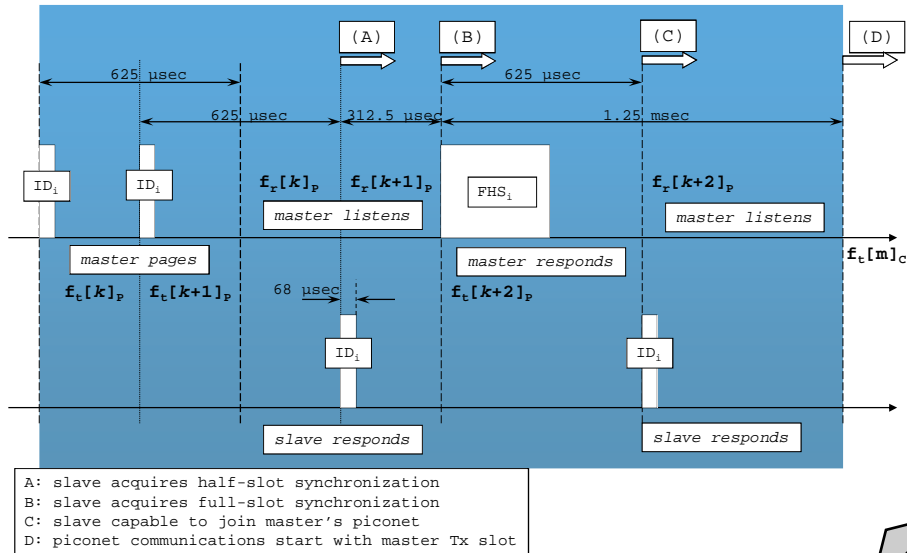 (A) (B) (C) (D)
625 µsec 625 µsec
625 µsec 312.5 µsec 1.25 msec
ID_i ID_i f_r[k]_P f_r[k+1]_P FHS_i f_r[k+2]_P
master listens master listens
master pages master responds f_t[m]_C
f_t[k]_P f_t[k+1]_P 68 µsec f_t[k+2]_P
ID_i ID_i
slave responds slave responds
A: slave acquires half-slot synchronization
B: slave acquires full-slot synchronization
C: slave capable to join master's piconet
D: piconet communications start with master Tx slot